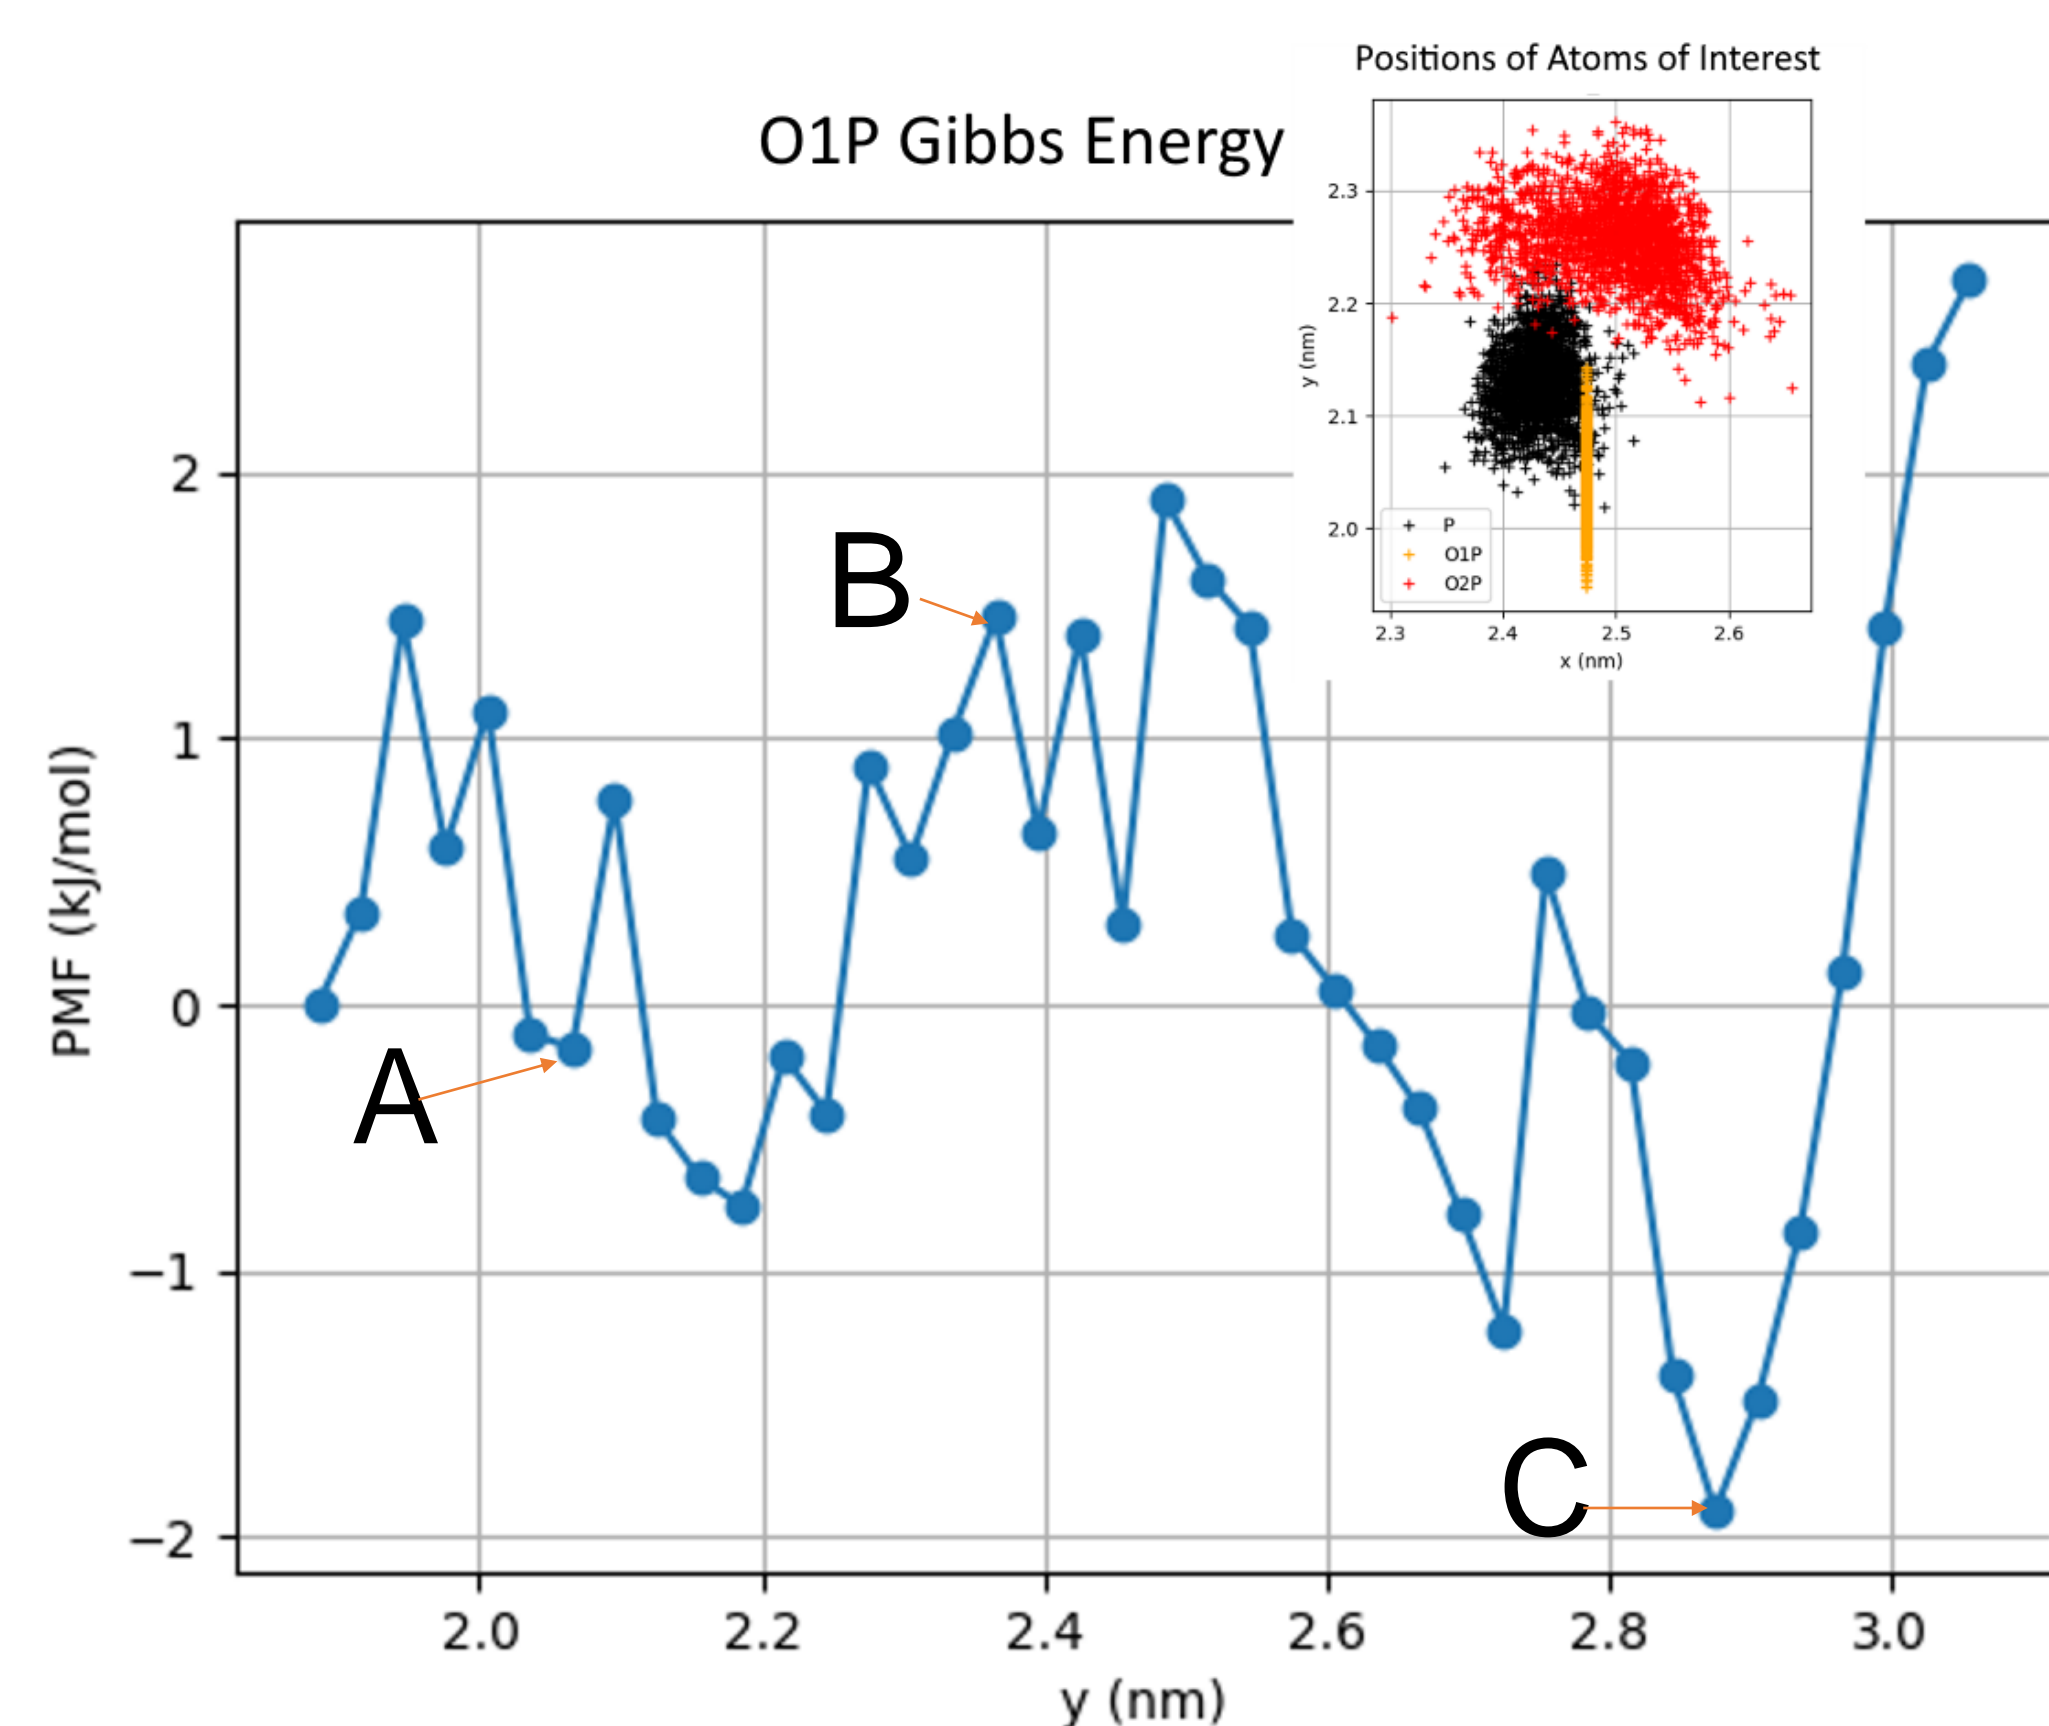 Positions of Atoms of Interest
O1P Gibbs Energy
2.3
2.2
2.1
2.0
y (nm)
P
O1P
O2P
2.3 2.4 2.5 2.6
x (nm)
2
1
0
−1
−2
PMF (kJ/mol)
A
B
C
2.0 2.2 2.4 2.6 2.8 3.0
y (nm)